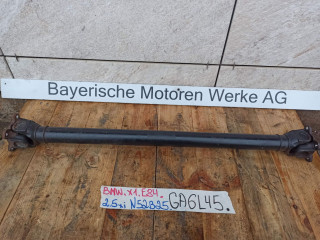 Bayerische Motoren Werke AG
BMW.X1.E84.
2.5xi N52B25 GA6L45.